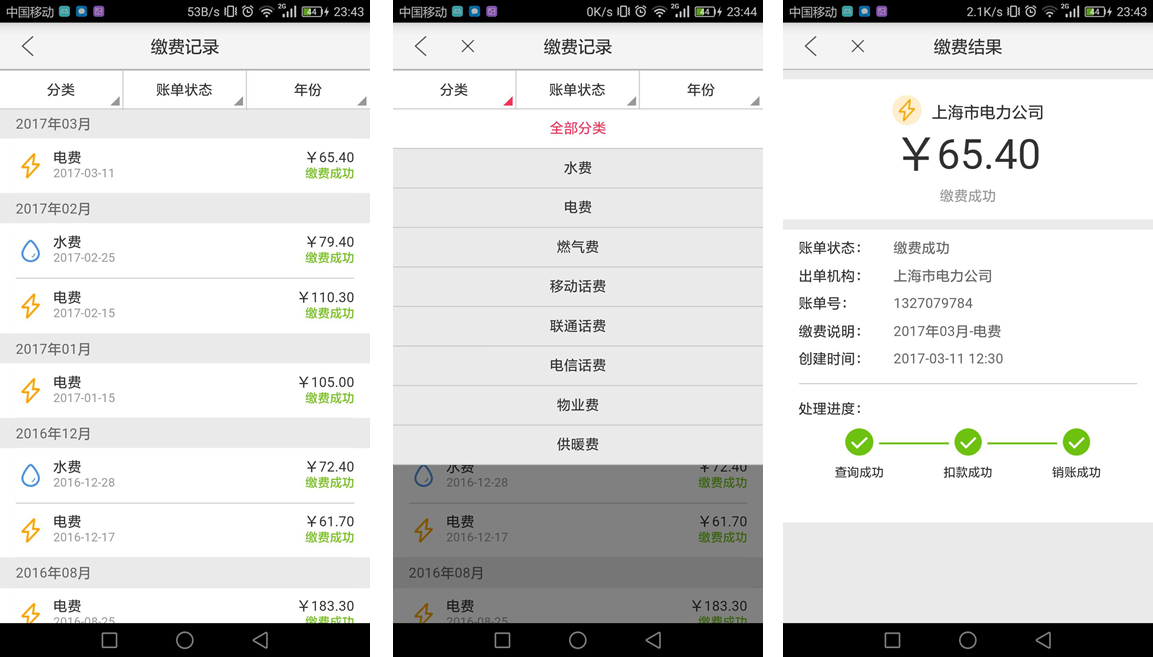 中国移动 53B/s 2G 44 23:43
缴费记录
分类 账单状态 年份
2017年03月
电费 ￥65.40
2017-03-11 缴费成功
2017年02月
水费 ￥79.40
2017-02-25 缴费成功
电费 ￥110.30
2017-02-15 缴费成功
2017年01月
电费 ￥105.00
2017-01-15 缴费成功
2016年12月
水费 ￥72.40
2016-12-28 缴费成功
电费 ￥61.70
2016-12-17 缴费成功
2016年08月
电费 ￥183.30
2016-08-25 缴费成功
中国移动 0K/s 2G 44 23:44
缴费记录
分类 账单状态 年份
全部分类
水费
电费
燃气费
移动话费
联通话费
电信话费
物业费
供暖费
水费 ￥72.40
2016-12-28 缴费成功
电费 ￥61.70
2016-12-17 缴费成功
2016年08月
电费 ￥183.30
2016-08-25 缴费成功
中国移动 2.1K/s 2G 44 23:43
缴费结果
上海市电力公司
￥65.40
缴费成功
账单状态： 缴费成功
出单机构： 上海市电力公司
账单号： 1327079784
缴费说明： 2017年03月-电费
创建时间： 2017-03-11 12:30
处理进度：
查询成功 扣款成功 销账成功